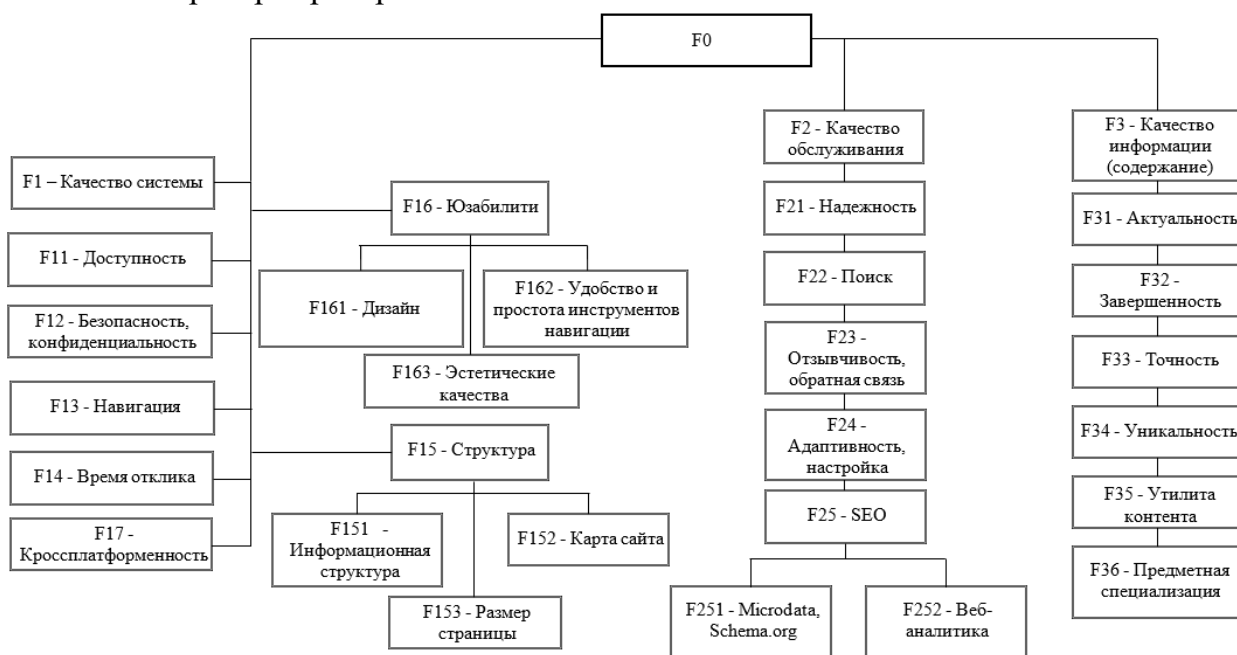 F0
F1 – Качество системы
F11 - Доступность
F12 - Безопасность,
конфиденциальность
F13 - Навигация
F14 - Время отклика
F17 -
Кроссплатформенность
F16 - Юзабилити
F161 - Дизайн
F162 - Удобство и
простота инструментов
навигации
F163 - Эстетические
качества
F15 - Структура
F151 -
Информационная
структура
F152 - Карта сайта
F153 - Размер
страницы
F2 - Качество
обслуживания
F21 - Надежность
F22 - Поиск
F23 -
Отзывчивость,
обратная связь
F24 -
Адаптивность,
настройка
F25 - SEO
F251 - Microdata,
Schema.org
F252 - Веб-
аналитика
F3 - Качество
информации
(содержание)
F31 - Актуальность
F32 -
Завершенность
F33 - Точность
F34 - Уникальность
F35 - Утилита
контента
F36 - Предметная
специализация